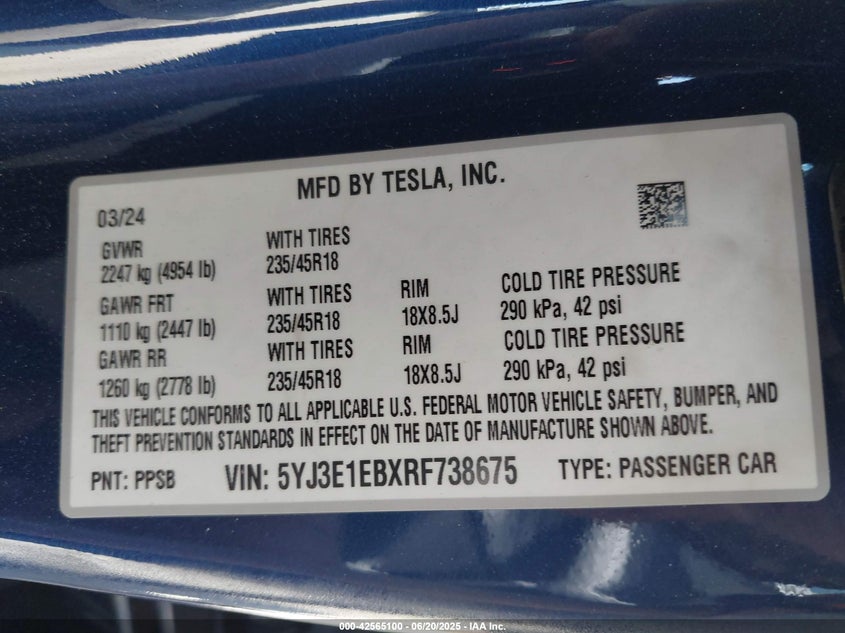 MFD BY TESLA, INC.
03/24
GVWR WITH TIRES
2247 kg (4954 lb) 235/45R18
GAWR FRT WITH TIRES RIM COLD TIRE PRESSURE
1110 kg (2447 lb) 235/45R18 18X8.5J 290 kPa, 42 psi
GAWR RR WITH TIRES RIM COLD TIRE PRESSURE
1260 kg (2778 lb) 235/45R18 18X8.5J 290 kPa, 42 psi
THIS VEHICLE CONFORMS TO ALL APPLICABLE U.S. FEDERAL MOTOR VEHICLE SAFETY, BUMPER, AND
THEFT PREVENTION STANDARDS IN EFFECT ON THE DATE OF MANUFACTURE SHOWN ABOVE.
PNT: PPSB VIN: 5YJ3E1EBXRF738675 TYPE: PASSENGER CAR
000-42565100 - 06/20/2025 - IAA Inc.